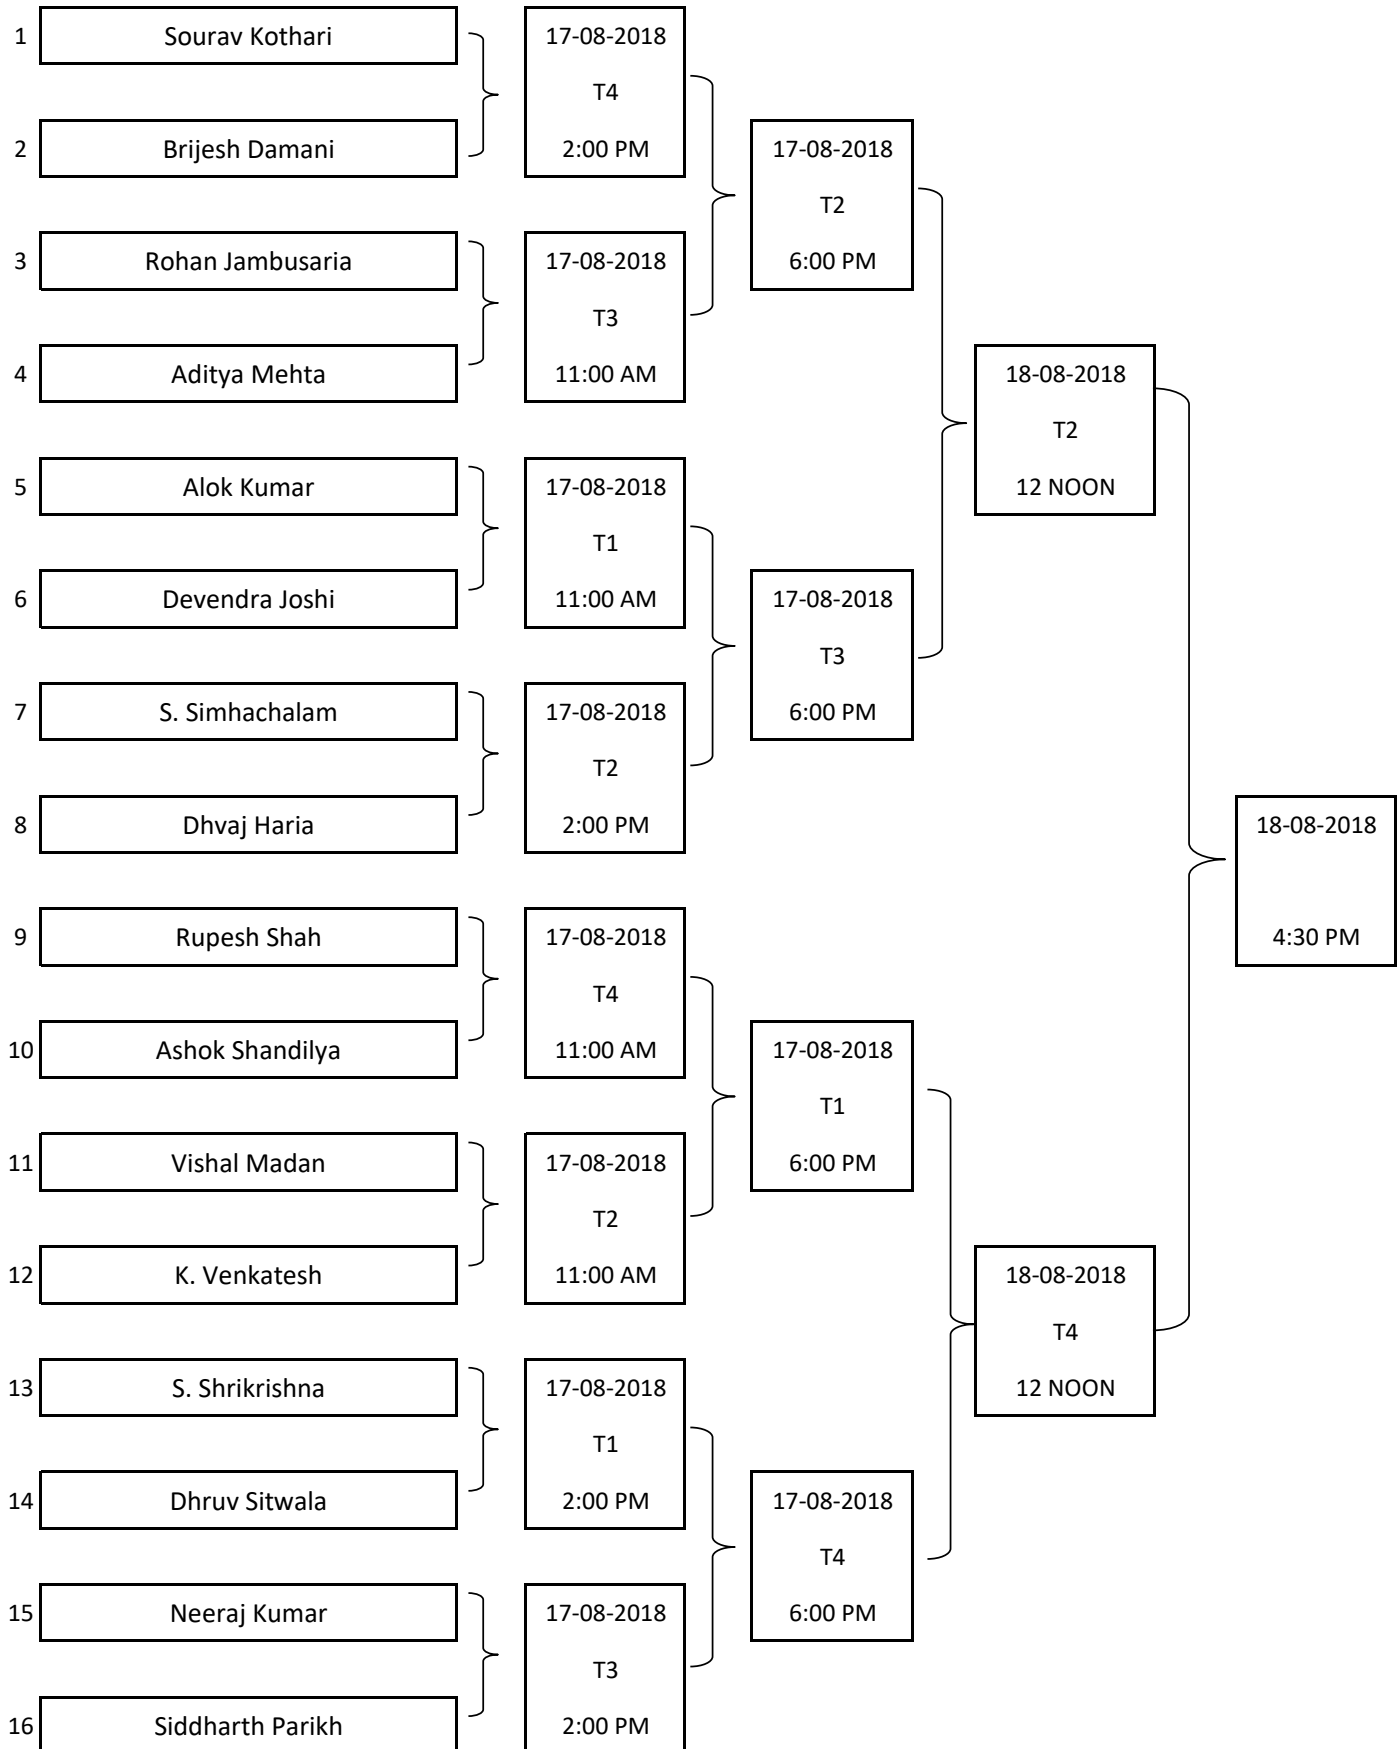 1 Sourav Kothari 17-08-2018
T4
2 Brijesh Damani 2:00 PM 17-08-2018
T2
3 Rohan Jambusaria 17-08-2018 6:00 PM
T3
4 Aditya Mehta 11:00 AM 18-08-2018
T2
5 Alok Kumar 17-08-2018 12 NOON
T1
6 Devendra Joshi 11:00 AM 17-08-2018
T3
7 S. Simhachalam 17-08-2018 6:00 PM
T2
8 Dhvaj Haria 2:00 PM 18-08-2018
9 Rupesh Shah 17-08-2018 4:30 PM
T4
10 Ashok Shandilya 11:00 AM 17-08-2018
T1
11 Vishal Madan 17-08-2018 6:00 PM
T2
12 K. Venkatesh 11:00 AM 18-08-2018
T4
13 S. Shrikrishna 17-08-2018 12 NOON
T1
14 Dhruv Sitwala 2:00 PM 17-08-2018
T4
15 Neeraj Kumar 17-08-2018 6:00 PM
T3
16 Siddharth Parikh 2:00 PM